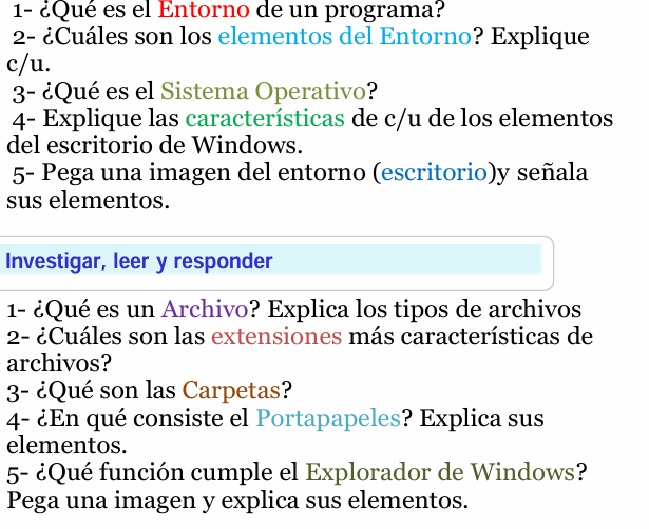 1- ¿Qué es el Entorno de un programa?
2- ¿Cuáles son los elementos del Entorno? Explique
c/u.
3- ¿Qué es el Sistema Operativo?
4- Explique las características de c/u de los elementos
del escritorio de Windows.
5- Pega una imagen del entorno (escritorio)y señala
sus elementos.
Investigar, leer y responder
1- ¿Qué es un Archivo? Explica los tipos de archivos
2- ¿Cuáles son las extensiones más características de
archivos?
3- ¿Qué son las Carpetas?
4- ¿En qué consiste el Portapapeles? Explica sus
elementos.
5- ¿Qué función cumple el Explorador de Windows?
Pega una imagen y explica sus elementos.